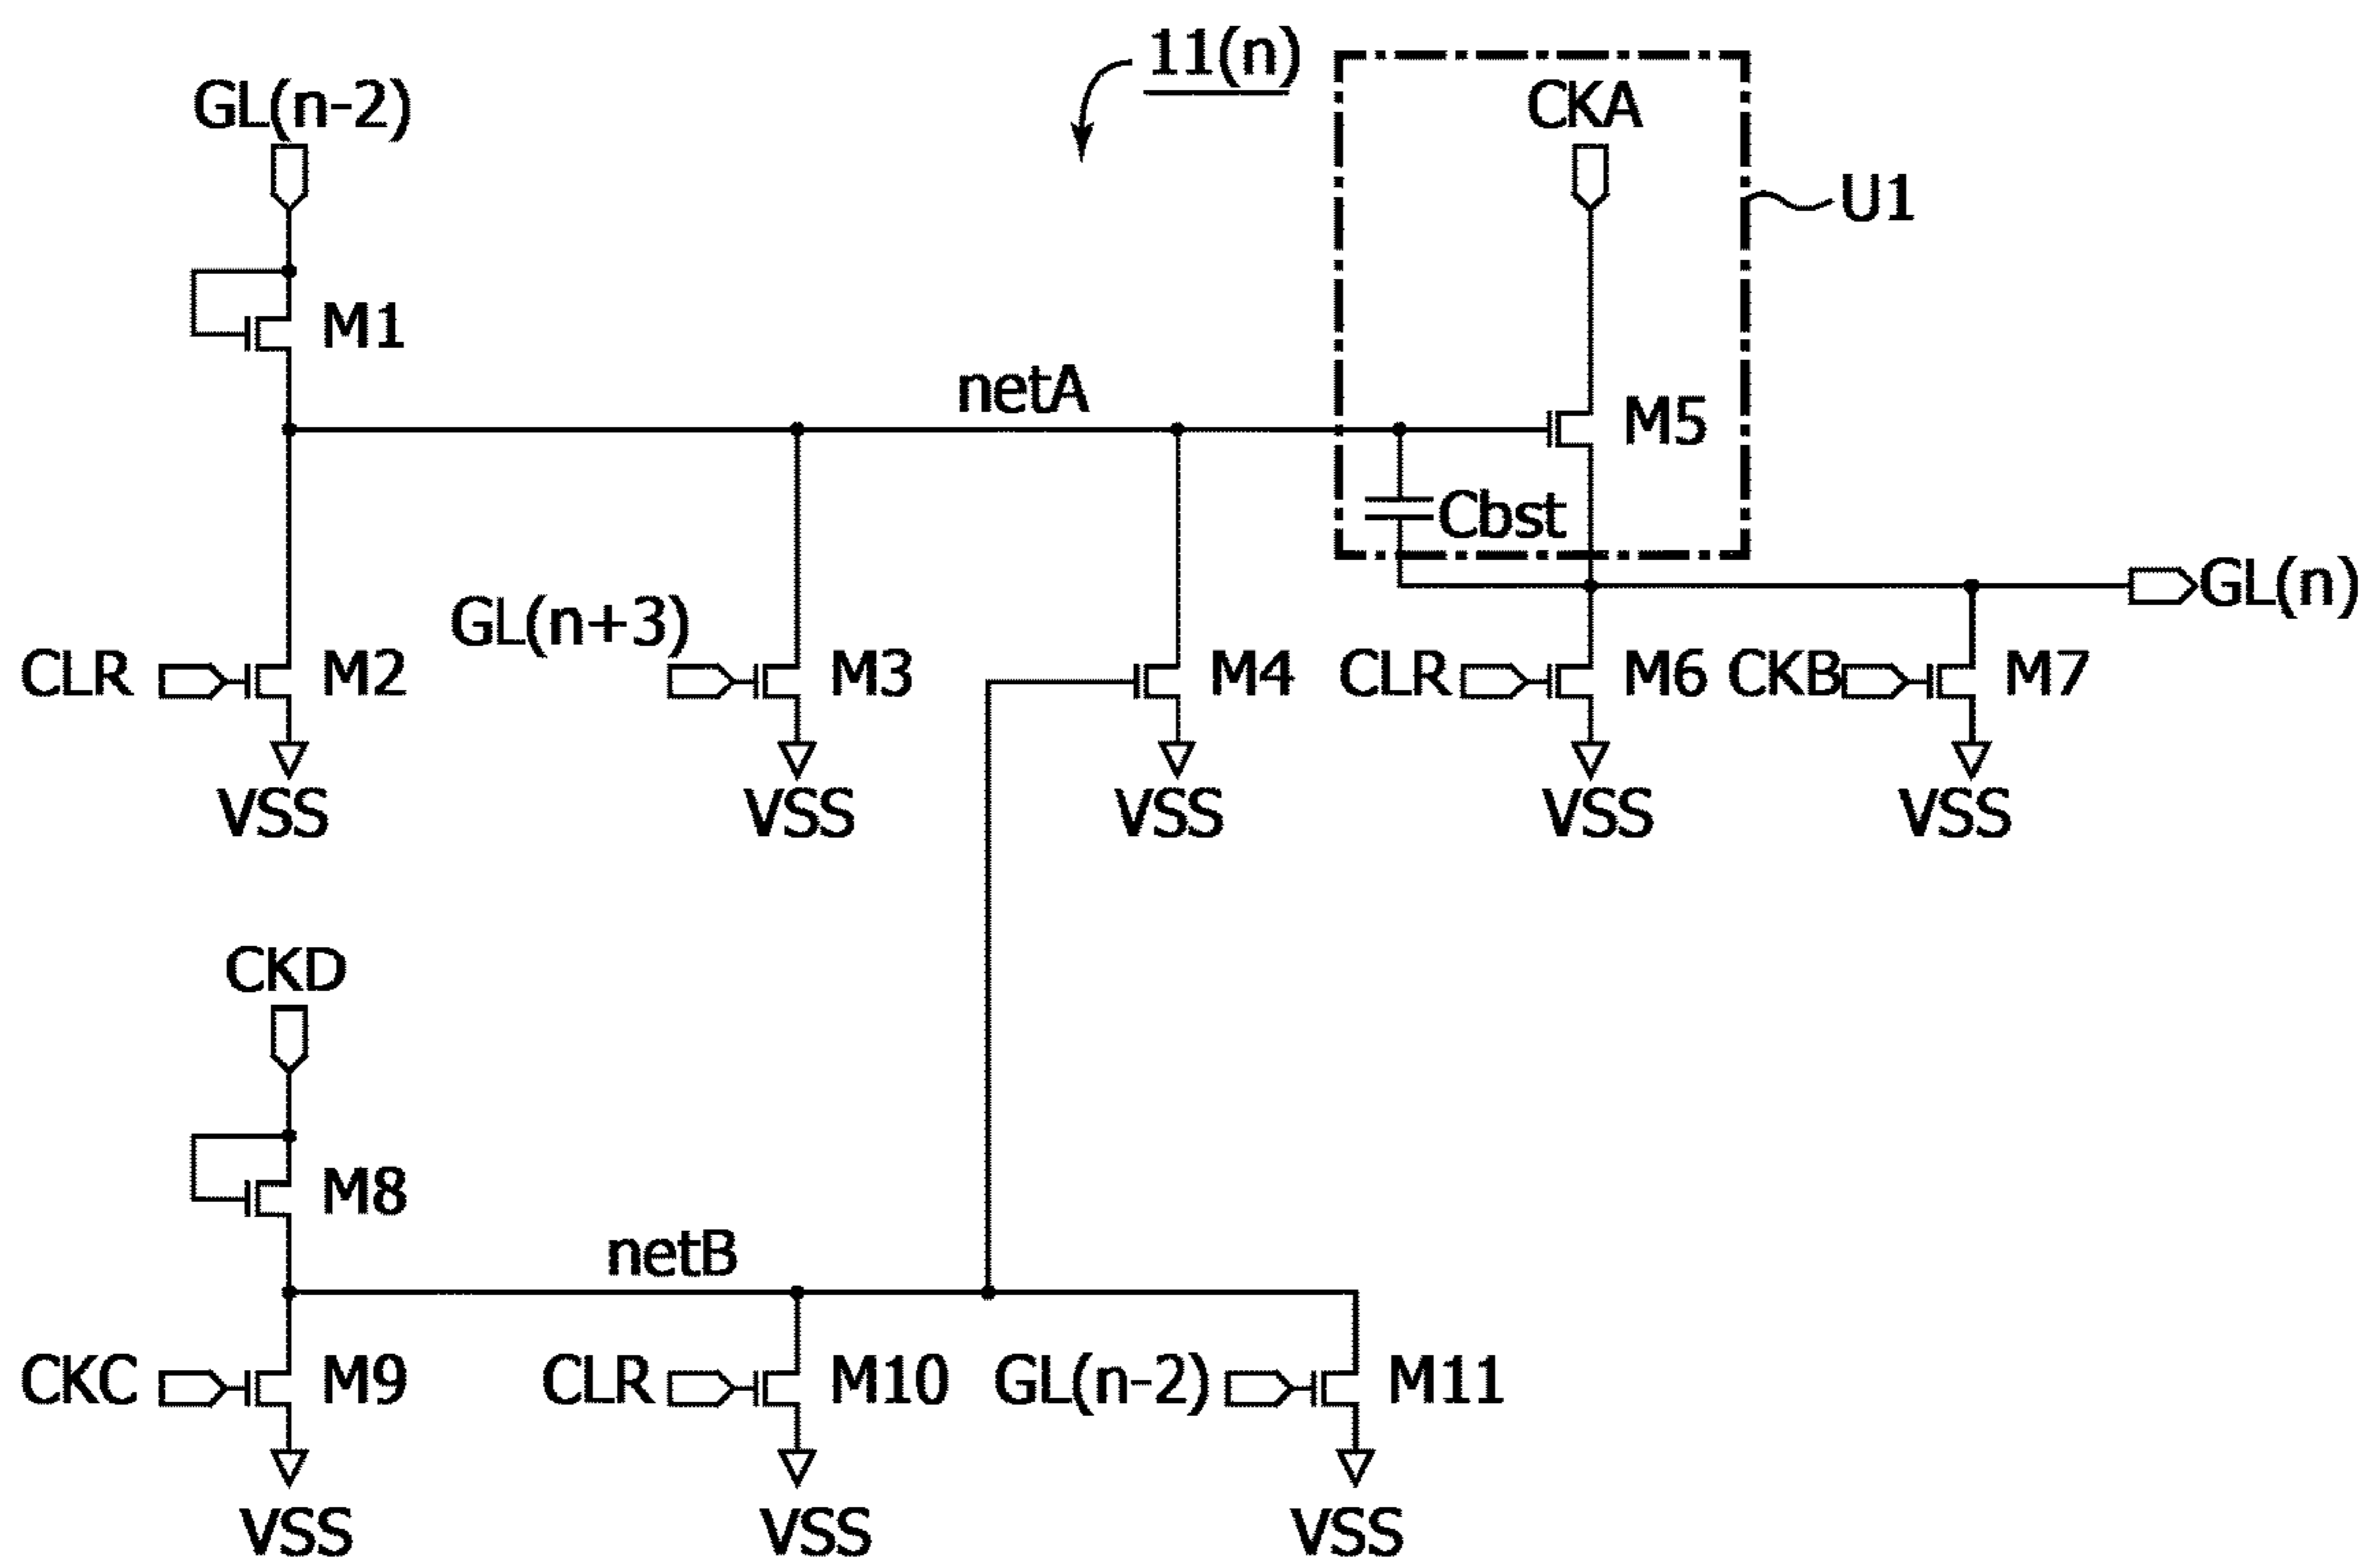 11(n)
GL(n-2)
CKA
U1
M1
netA
M5
Cbst
GL(n)
GL(n+3)
CLR
M2
M3
M4
CLR
M6
CKB
M7
VSS
VSS
VSS
VSS
VSS
CKD
M8
netB
CKC
M9
CLR
M10
GL(n-2)
M11
VSS
VSS
VSS